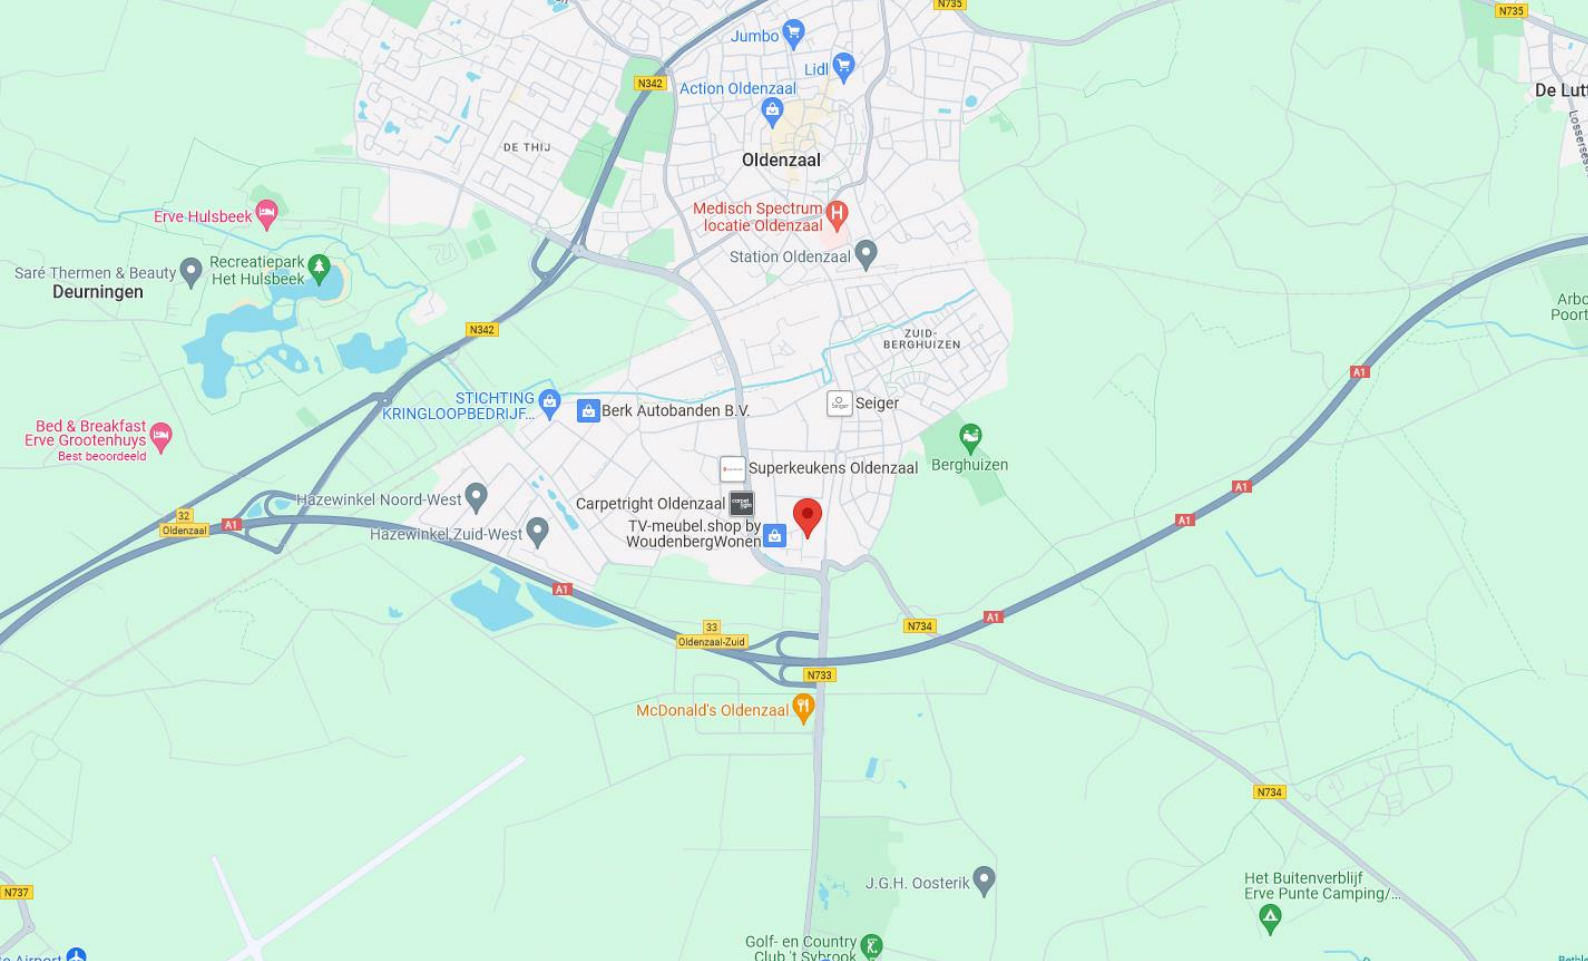 N735
N735
Jumbo
Lidl
N342
Action Oldenzaal
De Lut
DE THIJ
Oldenzaal
Erve Hulsbeek
Medisch Spectrum
locatie Oldenzaal
Station Oldenzaal
Recreatiepark
Het Hulsbeek
Saré Thermen & Beauty
Deurningen
Arbo
Poort
N342
ZUID-
BERGHUIZEN
A1
STICHTING
KRINGLOOPBEDRIJF...
Berk Autobanden B.V.
Seiger
Bed & Breakfast
Erve Grootenhuys
Best beoordeeld
Berghuizen
Superkeukens Oldenzaal
A1
Hazewinkel Noord-West
Carpetright Oldenzaal
32
Oldenzaal
A1
A1
Hazewinkel Zuid-West
TV-meubel.shop by
WoudenbergWonen
A1
A1
33
Oldenzaal-Zuid
N734
N733
McDonald's Oldenzaal
N734
J.G.H. Oosterik
Het Buitenverblijf
Erve Punte Camping/...
N737
Golf- en Country
Club 't Sybrook
Airport